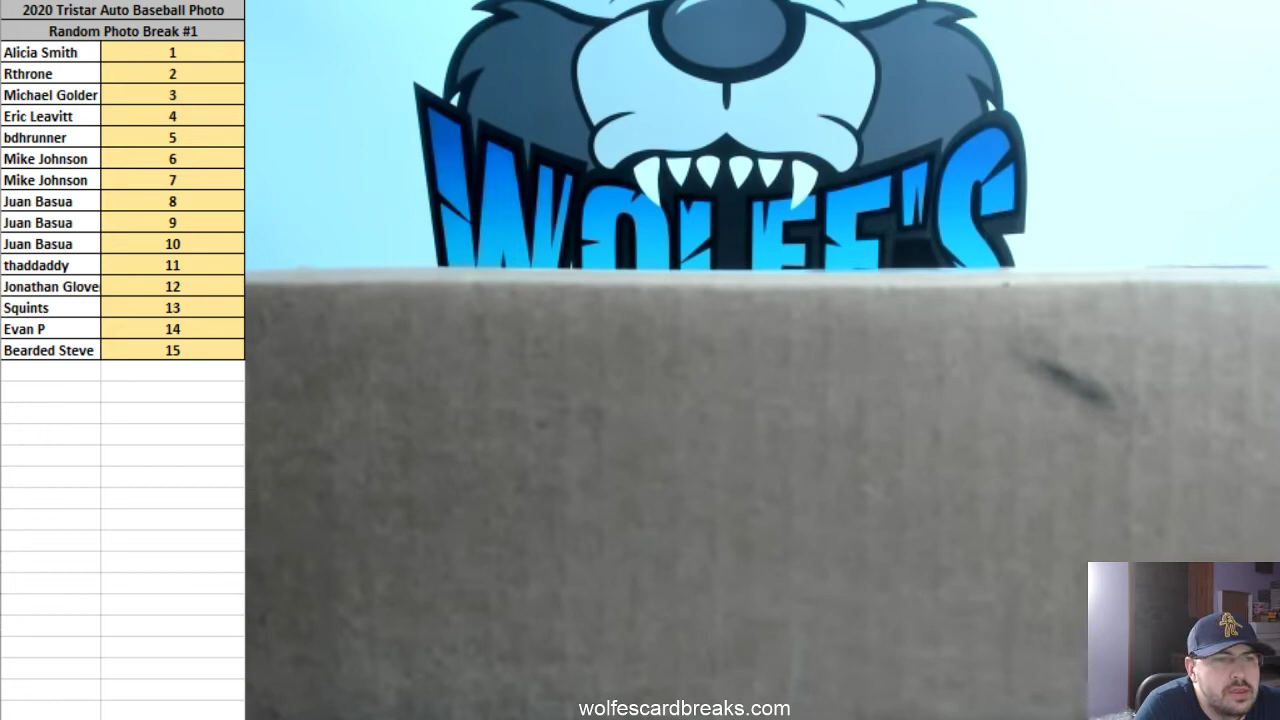 2020 Tristar Auto Baseball Photo
Random Photo Break #1
Alicia Smith 1
Rthrone 2
Michael Golder 3
Eric Leavitt 4
bdhrunner 5
Mike Johnson 6
Mike Johnson 7
Juan Basua 8
Juan Basua 9
Juan Basua 10
thaddaddy 11
Jonathan Glove 12
Squints 13
Evan P 14
Bearded Steve 15
WOLFE'S
wolfescardbreaks.com